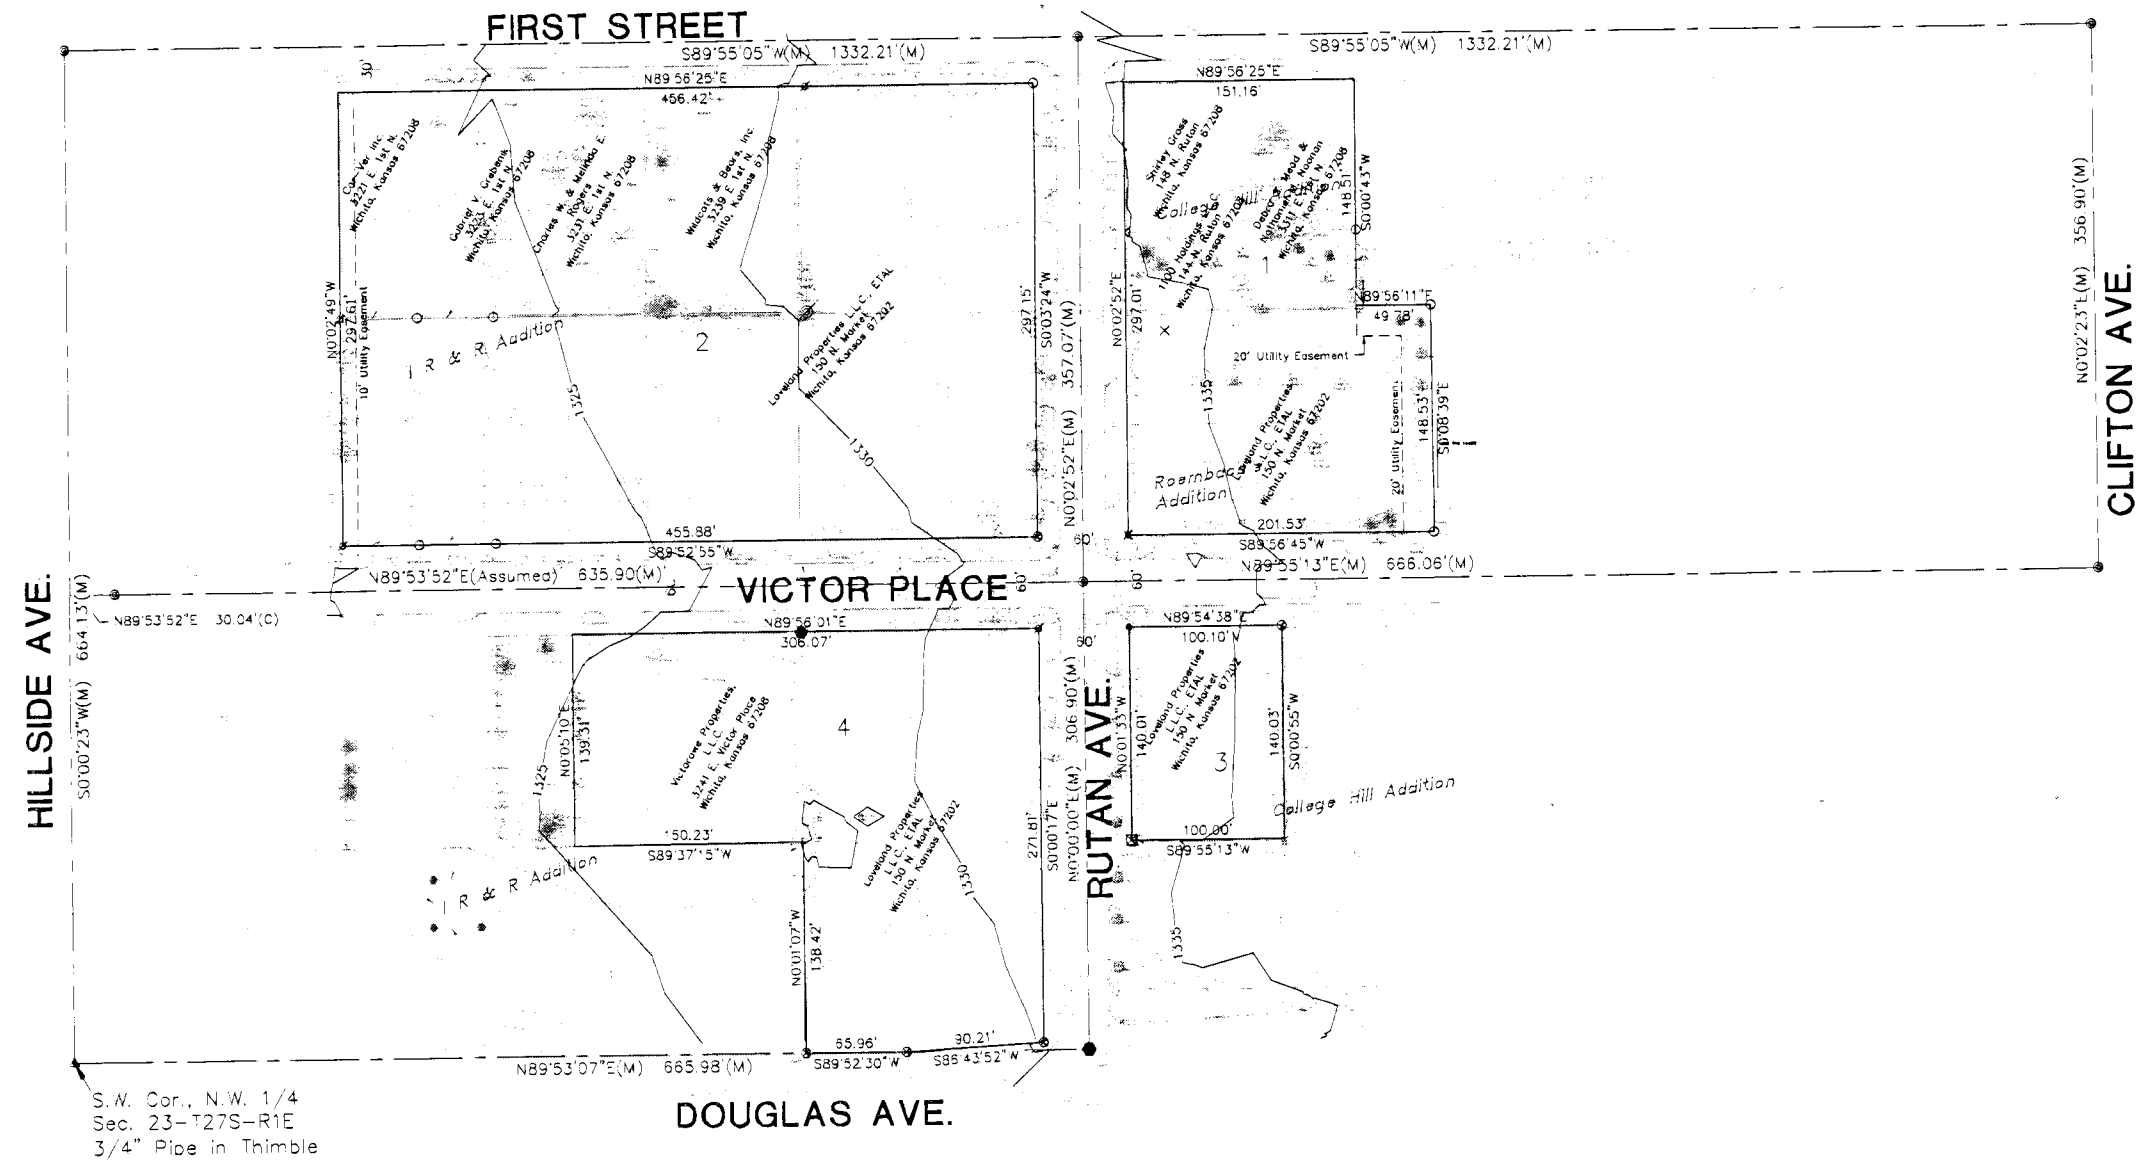 FIRST STREET
S89°55'05"W(M) 1332.21'(M)
S89°55'05"W(M) 1332.21'(M)
30'
N89°56'25"E
456.42'
N89°56'25"E
151.16'
Car-Ver Inc.
3221 E. 1st N.
Wichita, Kansas 67208
Gabriel V. Grebenik
3223 E. 1st N.
Wichita, Kansas 67208
Charles W. & Melinda E.
Rogers
3231 E. 1st N.
Wichita, Kansas 67208
Wildcats & Bears, Inc.
3239 E. 1st N.
Wichita, Kansas 67208
Loveland Properties L.L.C., ETAL
150 N. Market
Wichita, Kansas 67202
Shirley Gross
148 N. Rutan
Wichita, Kansas 67208
College Hill
1100 Holdings
144 N. Rutan
Wichita, Kansas 67208
Debra Mead &
Noonan
3311 E. 1st N.
Wichita, Kansas 67208
1
148.51'
S0°00'43"W
N0°02'49"W
297.61'
10' Utility Easement
R & R Addition
2
1325
1330
297.15'
S0°03'24"W
N0°02'52"E(M) 357.07'(M)
N0°02'52"E
297.01'
N89°56'11"E
49.78'
20' Utility Easement
1335
Loveland Properties
L.L.C., ETAL
150 N. Market
Wichita, Kansas 67202
20' Utility Easement
148.53'
S0°08'39"E
Addition
N0°02'23"E(M) 356.90'(M)
CLIFTON AVE.
455.88'
S89°52'55"W
60'
201.53'
S89°56'45"W
N89°53'52"E(Assumed) 635.90(M)'
VICTOR PLACE
60'
60'
N89°55'13"E(M) 666.06'(M)
N89°53'52"E 30.04'(C)
HILLSIDE AVE.
S0°00'23"W(M) 664.13'(M)
N89°56'01"E
306.07'
60'
N89°54'38"E
100.10'
N0°05'10"E
139.31'
1325
Victorowe Properties,
L.L.C.
3241 E. Victor Place
Wichita, Kansas 67208
4
150.23'
S89°37'15"W
R & R Addition
Loveland Properties
L.L.C., ETAL
150 N. Market
Wichita, Kansas 67202
1330
271.81'
S0°00'17"E
N0°00'00"E(M) 306.90'(M)
RUTAN AVE.
N0°01'33"W
140.01'
Loveland Properties
L.L.C., ETAL
150 N. Market
Wichita, Kansas 67202
3
140.03'
S0°00'55"W
100.00'
S89°55'13"W
College Hill Addition
1335
N0°01'07"W
138.42'
65.96'
S89°52'30"W
90.21'
S86°43'52"W
N89°53'07"E(M) 665.98'(M)
S.W. Cor., N.W. 1/4
Sec. 23-T27S-R1E
3/4" Pipe in Thimble
DOUGLAS AVE.